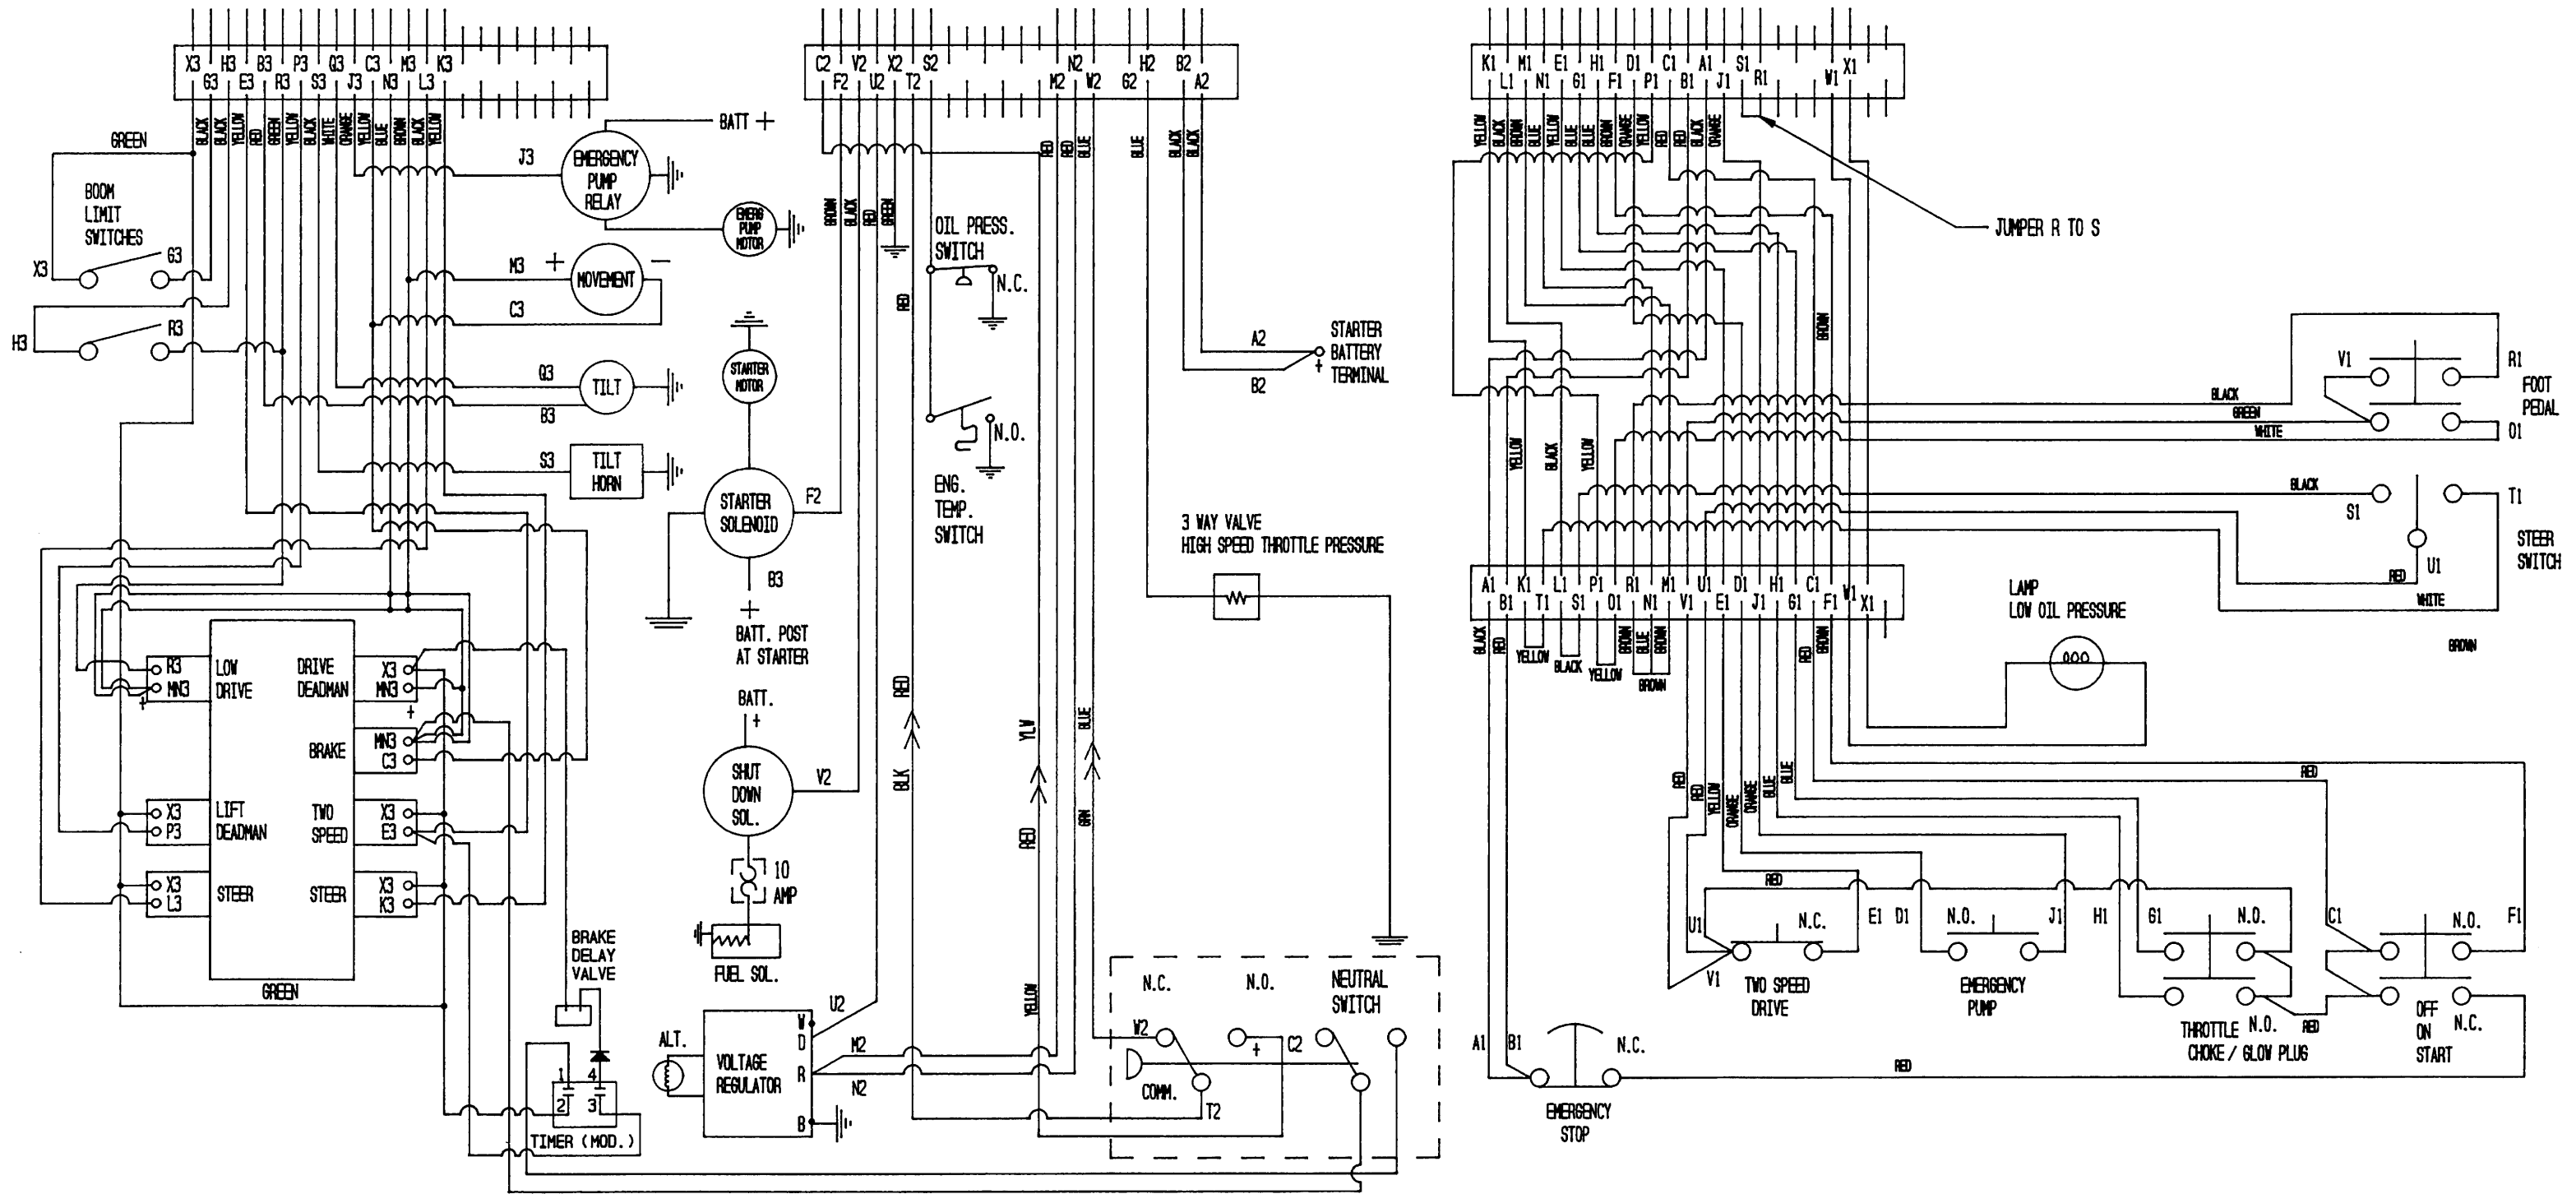 X3 H3 B3 P3 Q3 C3 M3 K3
G3 E3 R3 S3 J3 N3 L3
BLACK BLACK YELLOW RED GREEN YELLOW BLACK WHITE ORANGE YELLOW BLUE BROWN BLACK YELLOW
GREEN
BOOM
LIMIT
SWITCHES
X3
G3
H3
R3
J3
EMERGENCY
PUMP
RELAY
BATT +
EMERG
PUMP
MOTOR
M3 +
MOVEMENT
−
C3
Q3
TILT
B3
S3
TILT
HORN
STARTER
MOTOR
STARTER
SOLENOID
F2
B3
+
BATT. POST
AT STARTER
BATT.
+
SHUT
DOWN
SOL.
V2
10
AMP
FUEL SOL.
R3
MN3
+
LOW
DRIVE
DRIVE
DEADMAN
X3
MN3
+
BRAKE
MN3
C3
X3
P3
LIFT
DEADMAN
TWO
SPEED
X3
E3
X3
L3
STEER
STEER
X3
K3
GREEN
BRAKE
DELAY
VALVE
1 4
2 3
TIMER (MOD.)
ALT.
VOLTAGE
REGULATOR
W
D
R
B
U2
M2
N2
C2 V2 X2 S2 N2 H2 B2
F2 U2 T2 M2 W2 G2 A2
BROWN BLACK RED GREEN
RED RED BLUE
BLUE
BLACK BLACK
OIL PRESS.
SWITCH
N.C.
RED
N.O.
ENG.
TEMP.
SWITCH
A2
B2
STARTER
BATTERY
+
TERMINAL
3 WAY VALVE
HIGH SPEED THROTTLE PRESSURE
RED
BLK
YLW
RED
BLUE
GRN
YELLOW
N.C.
N.O.
NEUTRAL
SWITCH
W2
+
C2
COMM.
T2
K1 M1 E1 H1 D1 C1 A1 S1 X1
L1 N1 G1 F1 P1 B1 J1 R1 W1
YELLOW BLACK BROWN BLUE YELLOW BLUE BLUE BROWN ORANGE YELLOW RED RED BLACK ORANGE
JUMPER R TO S
BROWN
YELLOW
BLACK
YELLOW
BLACK
GREEN
WHITE
V1
R1
FOOT
PEDAL
O1
BLACK
S1
T1
STEER
SWITCH
U1
RED
WHITE
BROWN
A1 K1 L1 P1 R1 M1 U1 D1 H1 C1 W1
B1 T1 S1 O1 N1 V1 E1 J1 G1 F1 X1
BLACK RED
YELLOW
BLACK
YELLOW
BROWN BLUE BROWN
BROWN
RED BROWN
LAMP
LOW OIL PRESSURE
RED RED YELLOW ORANGE ORANGE BLUE BLUE
RED
RED
U1
N.C.
V1
TWO SPEED
DRIVE
E1 D1
N.O.
J1
EMERGENCY
PUMP
H1
G1
N.O.
THROTTLE N.O.
CHOKE / GLOW PLUG
RED
C1
N.O.
F1
OFF
ON
START
N.C.
A1
B1
N.C.
RED
EMERGENCY
STOP